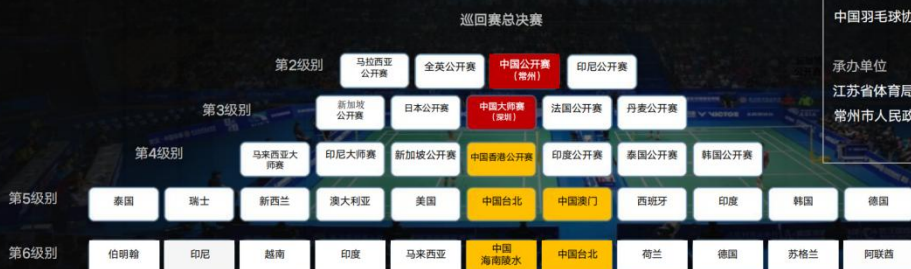 巡回赛总决赛
中国羽毛球协
第2级别
马拉西亚
公开赛
全英公开赛
中国公开赛
(常州)
印尼公开赛
承办单位
江苏省体育局
常州市人民政
第3级别
新加坡
公开赛
日本公开赛
中国大师赛
(深圳)
法国公开赛
丹麦公开赛
第4级别
马来西亚大
师赛
印尼大师赛
新加坡公开赛
中国香港公开赛
印度公开赛
泰国公开赛
韩国公开赛
第5级别
泰国
瑞士
新西兰
澳大利亚
美国
中国台北
中国澳门
西班牙
印度
韩国
德国
第6级别
伯明翰
印尼
越南
印度
马来西亚
中国
海南陵水
中国台北
荷兰
德国
苏格兰
阿联酋